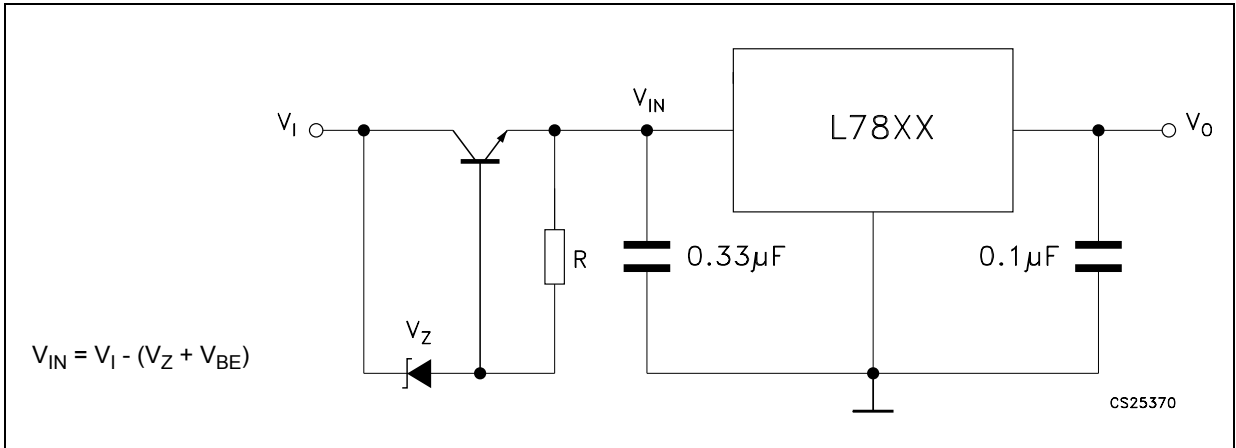 V_IN
V_I
L78XX
V_O
R
0.33µF
0.1µF
V_Z
V_IN = V_I - (V_Z + V_BE)
CS25370